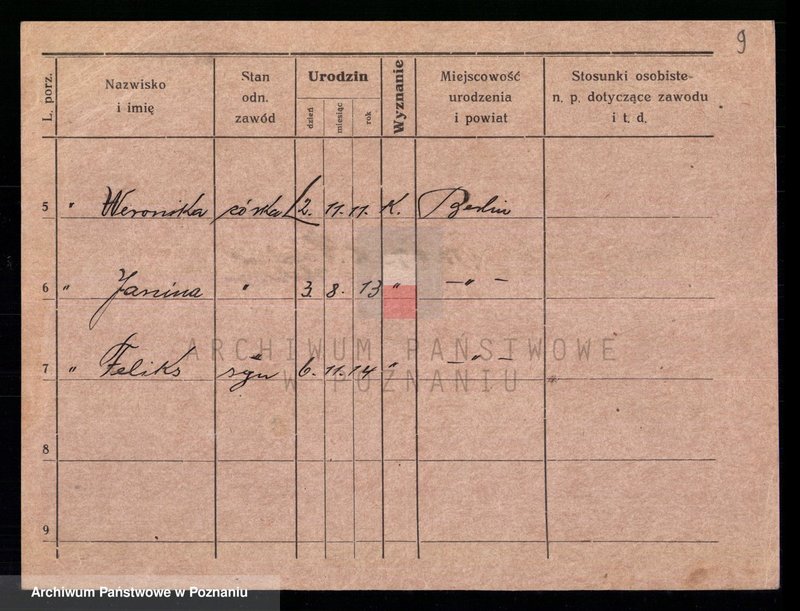 9
L. porz.
Nazwisko
i imię
Stan
odn.
zawód
Urodzin
dzień
miesiąc
rok
Wyznanie
Miejscowość
urodzenia
i powiat
Stosunki osobiste-
n. p. dotyczące zawodu
i t. d.
5 " Weronika córka 2. 11. 11. K. Berlin
6 " Janina " 3. 8. 13 " —"—
7 " Feliks syn 6. 11. 14 " —"—
8
9
ARCHIWUM PAŃSTWOWE
W POZNANIU
Archiwum Państwowe w Poznaniu